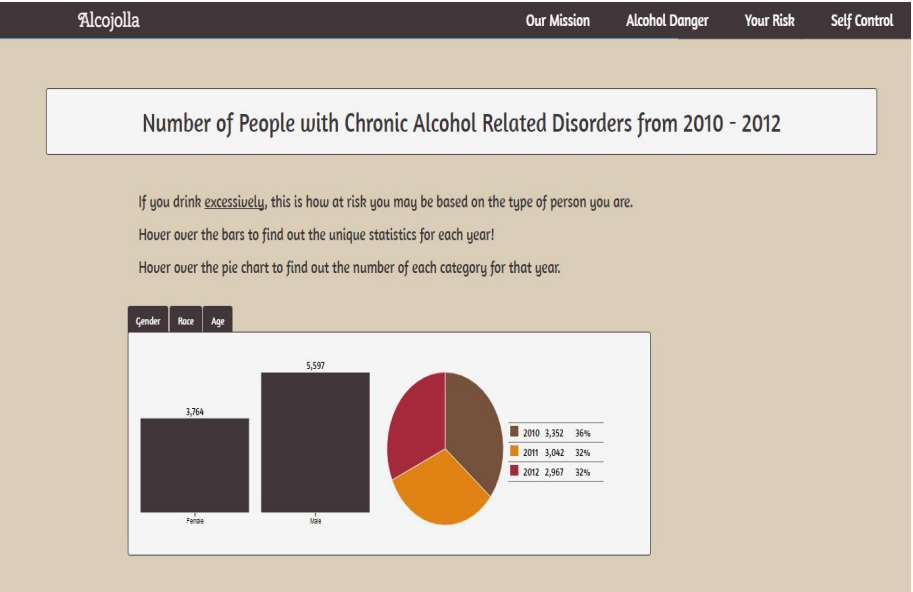 Alcojolla Our Mission Alcohol Danger Your Risk Self Control
Number of People with Chronic Alcohol Related Disorders from 2010 - 2012
If you drink excessively, this is how at risk you may be based on the type of person you are.
Hover over the bars to find out the unique statistics for each year!
Hover over the pie chart to find out the number of each category for that year.
Gender Race Age
5,597
3,764
2010 3,352 36%
2011 3,042 32%
2012 2,967 32%
Female Male